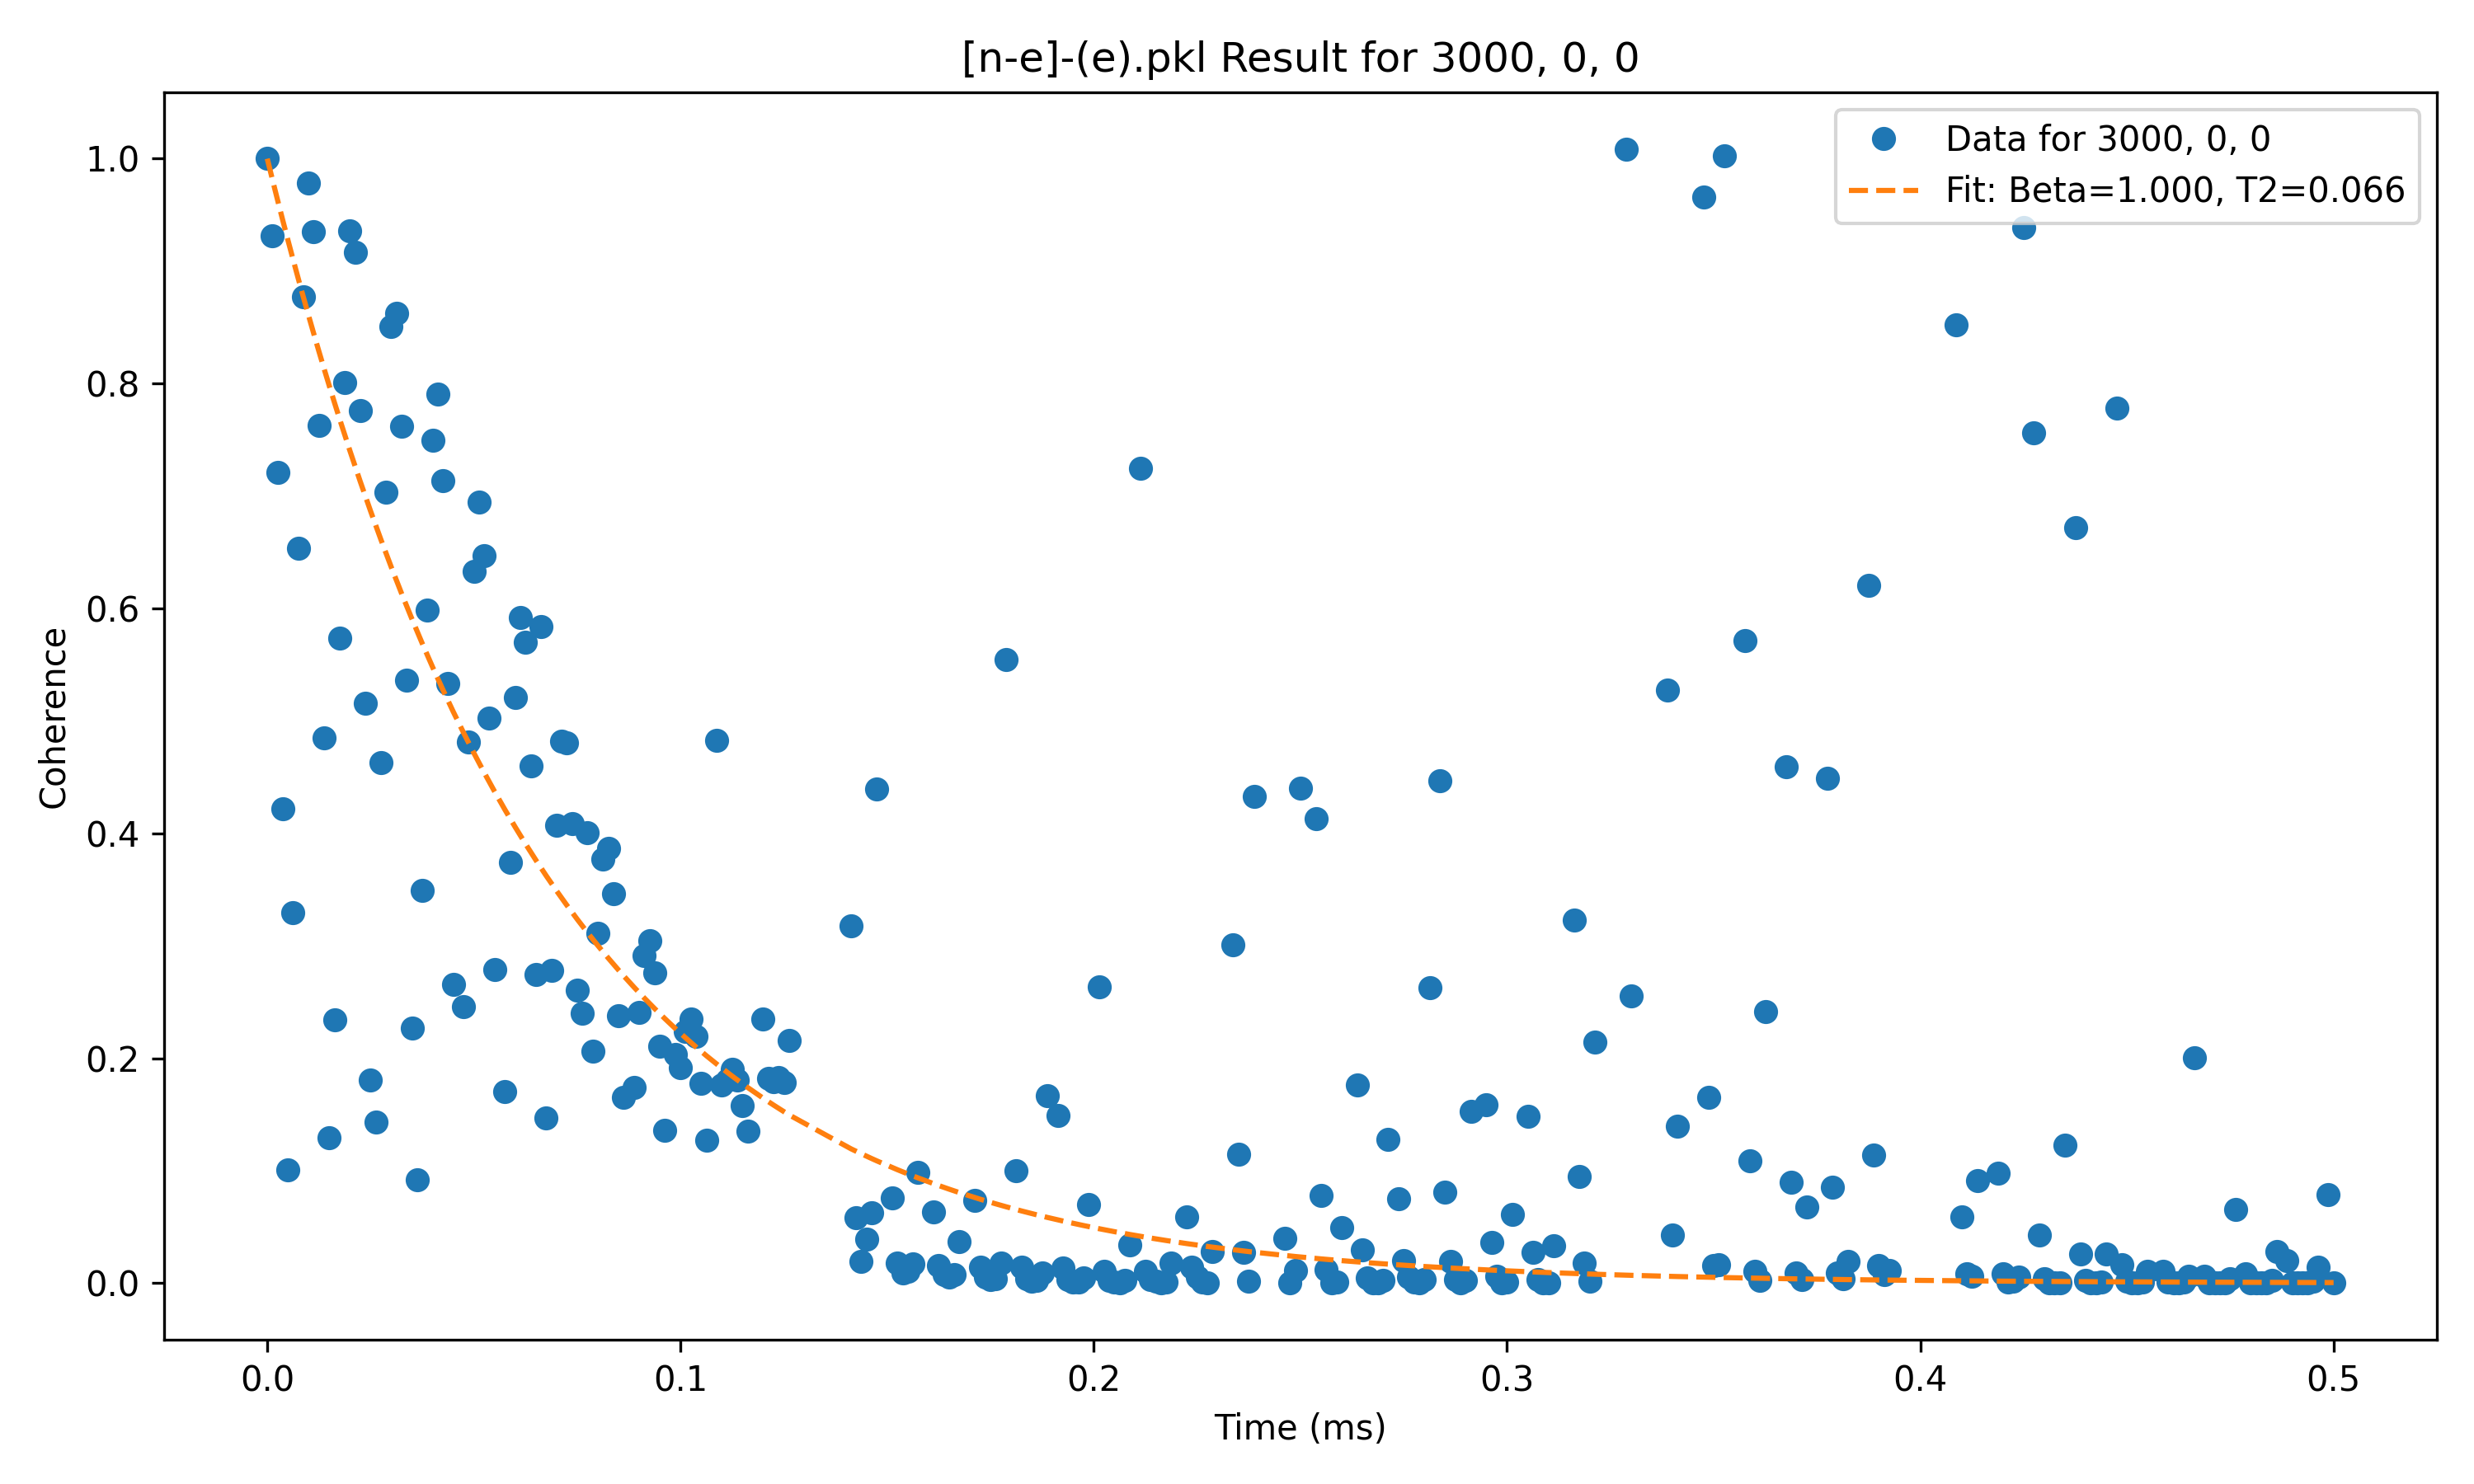 [n-e]-(e).pkl Result for 3000, 0, 0
Data for 3000, 0, 0
Fit: Beta=1.000, T2=0.066
Coherence
1.0
0.8
0.6
0.4
0.2
0.0
0.0 0.1 0.2 0.3 0.4 0.5
Time (ms)